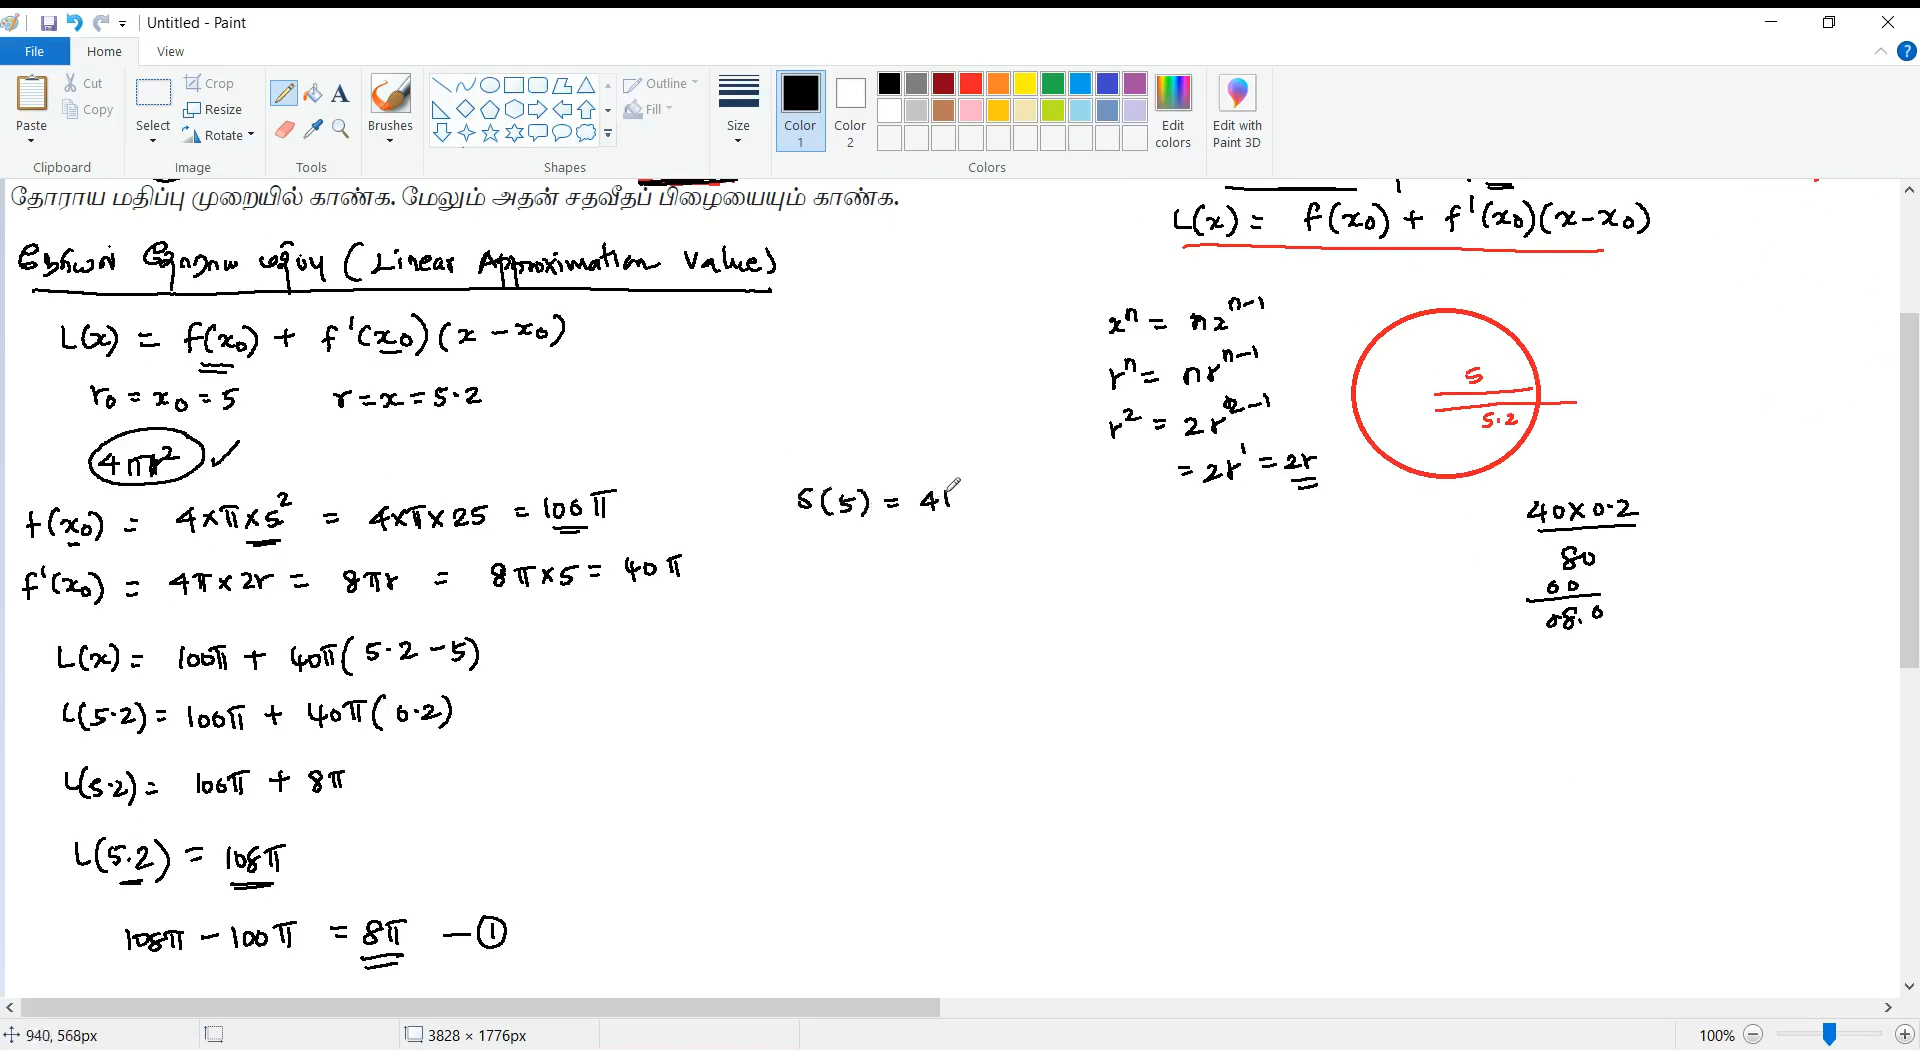 Untitled - Paint
File Home View
Cut
Copy
Paste
Clipboard
Select
Crop
Resize
Rotate
Image
Tools
Brushes
Shapes
Outline
Fill
Size
Color 1
Color 2
Colors
Edit colors
Edit with Paint 3D
தோராய மதிப்பு முறையில் காண்க. மேலும் அதன் சதவீதப் பிழையையும் காண்க.
நேரியல் தோராய மதிப்பு (Linear Approximation Value)
L(x) = f(x₀) + f'(x₀)(x-x₀)
r₀ = x₀ = 5 r=x=5.2
4πr² ✓
f(x₀) = 4×π×5² = 4×π×25 = 100π
f'(x₀) = 4π×2r = 8πr = 8π×5 = 40π
L(x) = 100π + 40π(5.2-5)
L(5.2) = 100π + 40π(0.2)
L(5.2) = 100π + 8π
L(5.2) = 108π
108π - 100π = 8π - ①
S(5) = 4
L(x) = f(x₀) + f'(x₀)(x-x₀)
xⁿ = nxⁿ⁻¹
rⁿ = nrⁿ⁻¹
r² = 2r²⁻¹
= 2r¹ = 2r
5
5.2
40×0.2
80
00
08.0
940, 568px
3828 × 1776px
100%